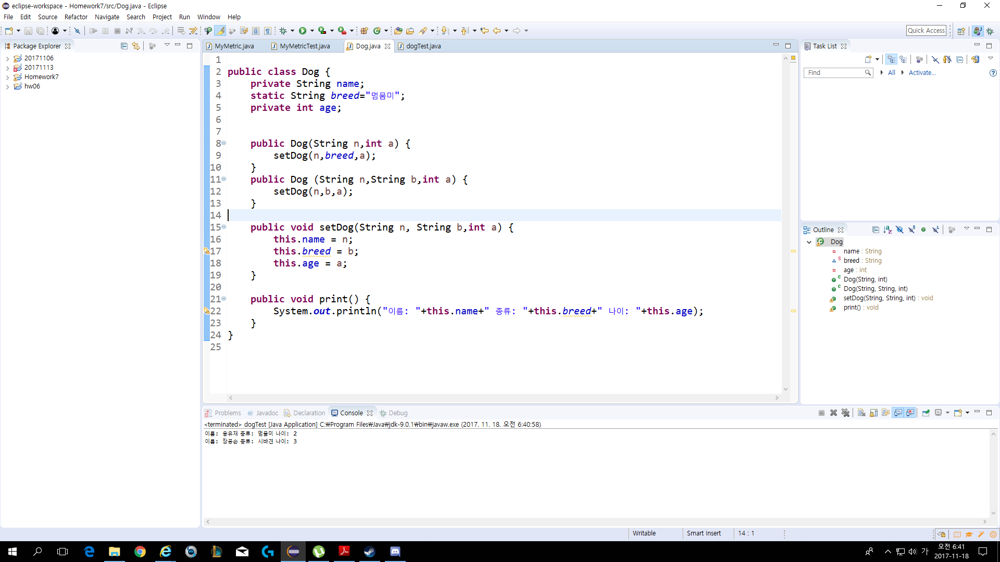 eclipse-workspace - Homework7/src/Dog.java - Eclipse
File Edit Source Refactor Navigate Search Project Run Window Help
Quick Access
Package Explorer
20171106
20171113
Homework7
hw06
MyMetric.java MyMetricTest.java Dog.java dogTest.java
1
2 public class Dog {
3 private String name;
4 static String breed="멈뭄미";
5 private int age;
6
7
8 public Dog(String n,int a) {
9 setDog(n,breed,a);
10 }
11 public Dog (String n,String b,int a) {
12 setDog(n,b,a);
13 }
14
15 public void setDog(String n, String b,int a) {
16 this.name = n;
17 this.breed = b;
18 this.age = a;
19 }
20
21 public void print() {
22 System.out.println("이름: "+this.name+" 종류: "+this.breed+" 나이: "+this.age);
23 }
24 }
25
Task List
Find
All
Activate...
Outline
Dog
name : String
breed : String
age : int
Dog(String, int)
Dog(String, String, int)
setDog(String, String, int) : void
print() : void
Problems Javadoc Declaration Console Debug
<terminated> dogTest [Java Application] C:₩Program Files₩Java₩jdk-9.0.1₩bin₩javaw.exe (2017. 11. 18. 오전 6:40:58)
이름: 응유재 종류: 멈뭄미 나이: 2
이름: 장공손 종류: 시바견 나이: 3
Writable
Smart Insert
14 : 1
가
오전 6:41
2017-11-18